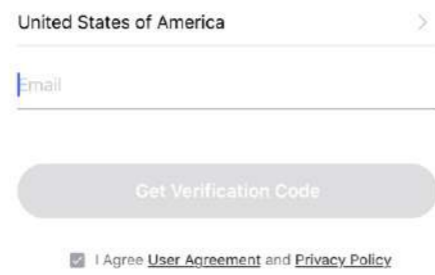 United States of America
Email
Get Verification Code
I Agree User Agreement and Privacy Policy